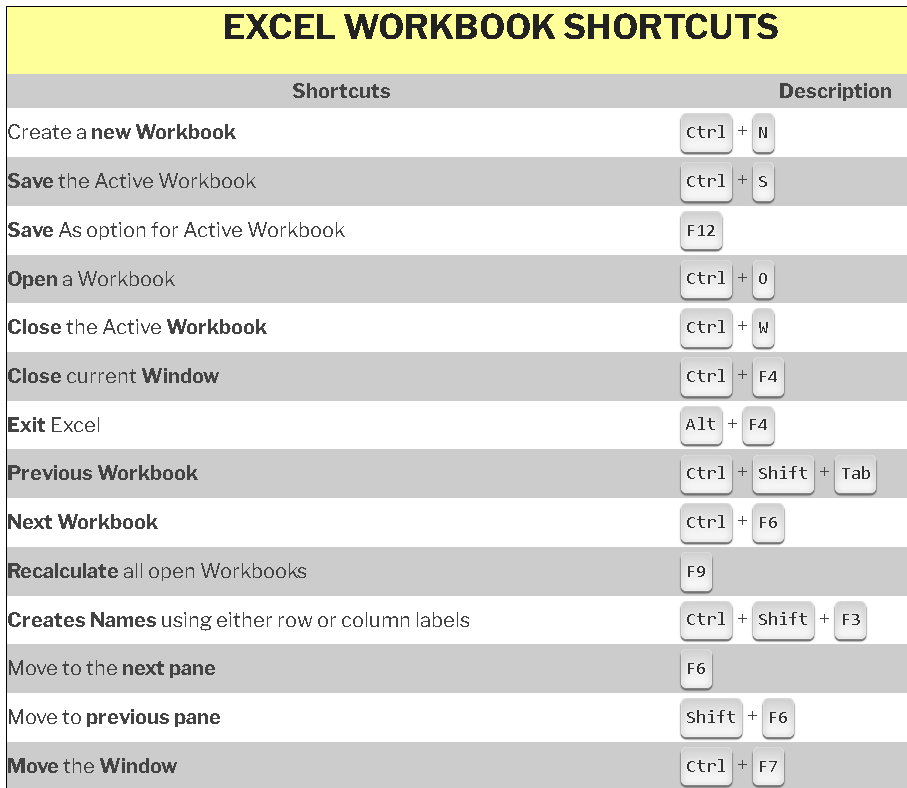 EXCEL WORKBOOK SHORTCUTS
Shortcuts Description
Create a new Workbook Ctrl + N
Save the Active Workbook Ctrl + S
Save As option for Active Workbook F12
Open a Workbook Ctrl + O
Close the Active Workbook Ctrl + W
Close current Window Ctrl + F4
Exit Excel Alt + F4
Previous Workbook Ctrl + Shift + Tab
Next Workbook Ctrl + F6
Recalculate all open Workbooks F9
Creates Names using either row or column labels Ctrl + Shift + F3
Move to the next pane F6
Move to previous pane Shift + F6
Move the Window Ctrl + F7